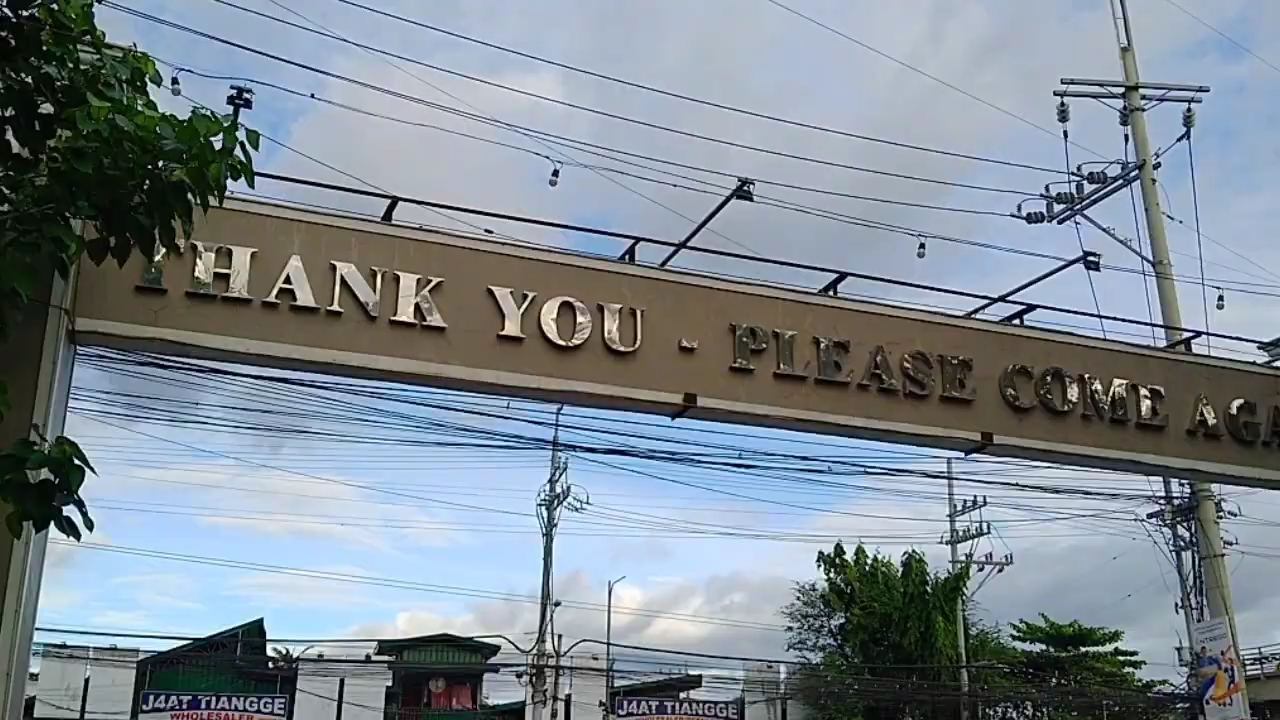 THANK YOU - PLEASE COME AGA
J4AT TIANGGE
WHOLESALER
J4AT TIANGGE